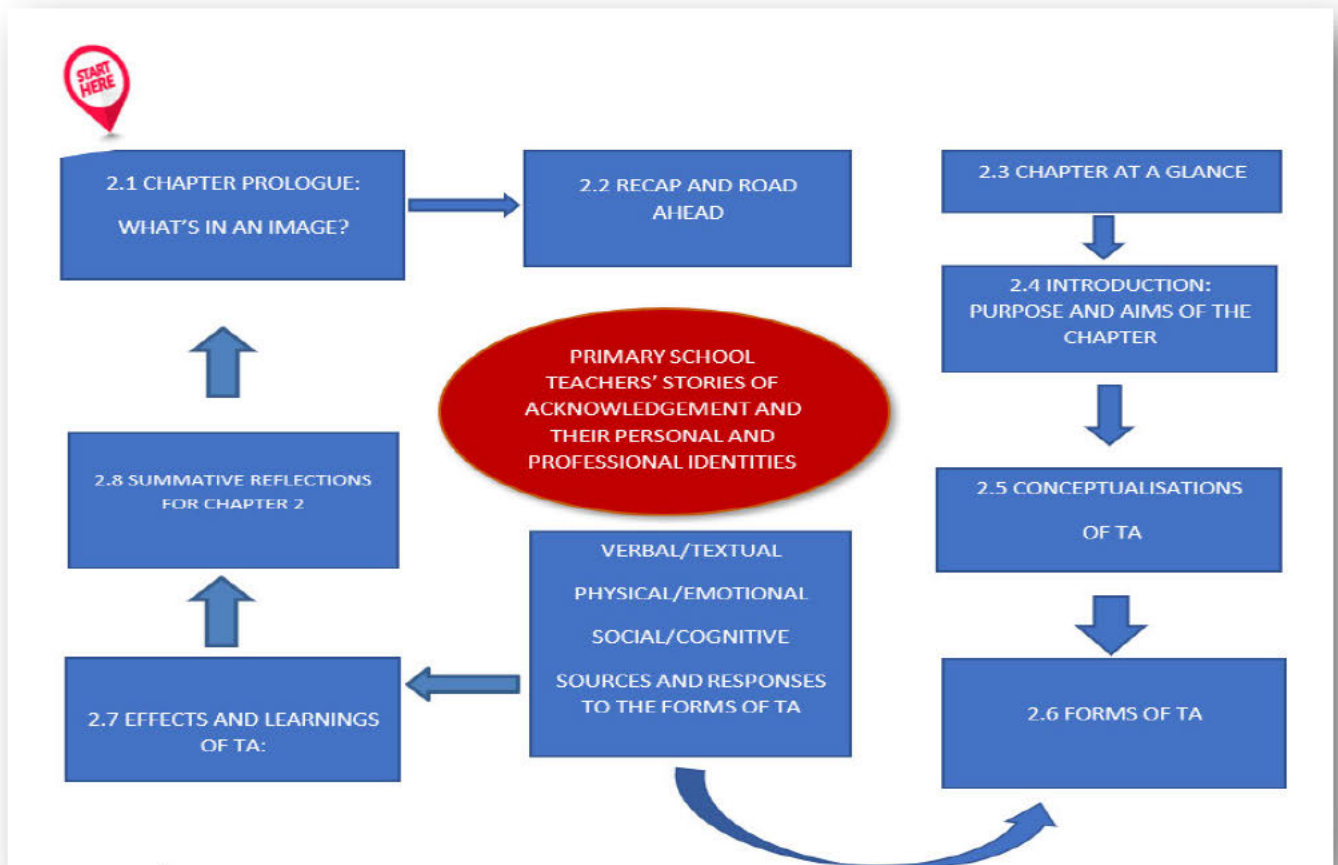 START
HERE
2.1 CHAPTER PROLOGUE:
WHAT'S IN AN IMAGE?
2.2 RECAP AND ROAD
AHEAD
2.3 CHAPTER AT A GLANCE
2.4 INTRODUCTION:
PURPOSE AND AIMS OF THE
CHAPTER
PRIMARY SCHOOL
TEACHERS' STORIES OF
ACKNOWLEDGEMENT AND
THEIR PERSONAL AND
PROFESSIONAL IDENTITIES
2.5 CONCEPTUALISATIONS
OF TA
2.6 FORMS OF TA
VERBAL/TEXTUAL
PHYSICAL/EMOTIONAL
SOCIAL/COGNITIVE
SOURCES AND RESPONSES
TO THE FORMS OF TA
2.7 EFFECTS AND LEARNINGS
OF TA:
2.8 SUMMATIVE REFLECTIONS
FOR CHAPTER 2